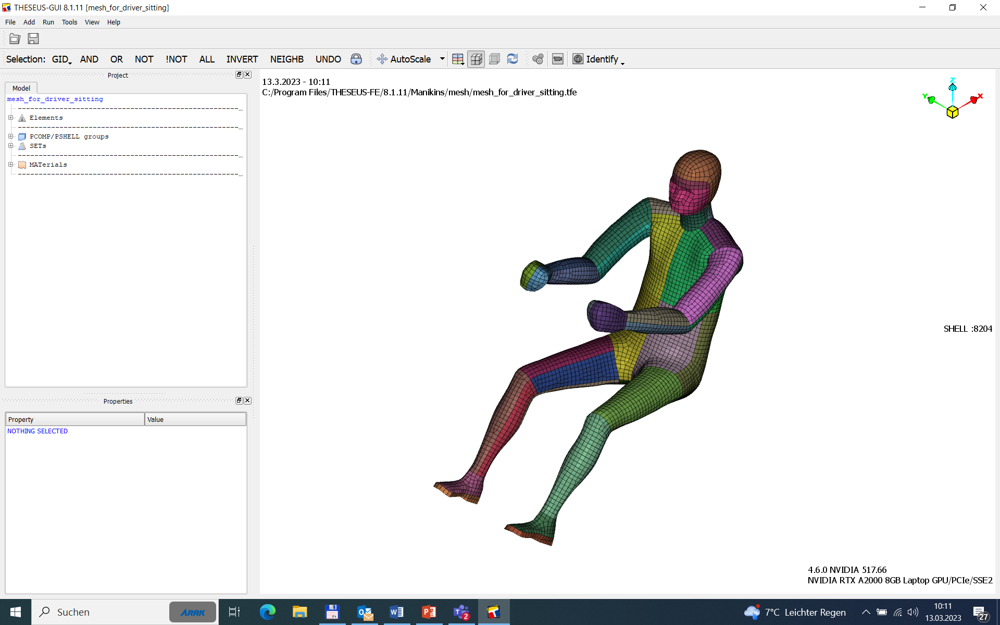 THESEUS-GUI 8.1.11 [mesh_for_driver_sitting]
File Add Run Tools View Help
Selection: GID AND OR NOT !NOT ALL INVERT NEIGHB UNDO AutoScale Identify
Project
Model
mesh_for_driver_sitting
Elements
PCOMP/PSHELL groups
SETs
MATerials
Properties
Property Value
NOTHING SELECTED
13.3.2023 - 10:11
C:/Program Files/THESEUS-FE/8.1.11/Manikins/mesh/mesh_for_driver_sitting.tfe
Z
Y X
SHELL :8204
4.6.0 NVIDIA 517.66
NVIDIA RTX A2000 8GB Laptop GPU/PCIe/SSE2
Suchen ARRK 64 2 7°C Leichter Regen 10:11
13.03.2023 27